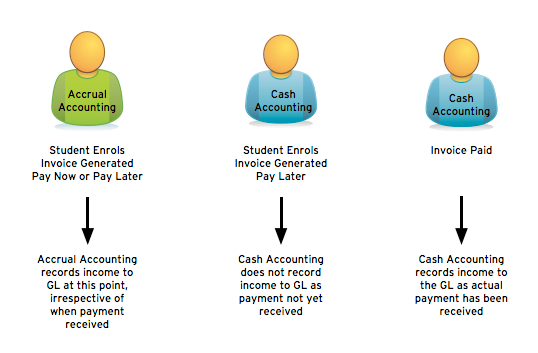 Accrual
Accounting
Student Enrols
Invoice Generated
Pay Now or Pay Later
Accrual Accounting
records income to
GL at this point,
irrespective of
when payment
received
Cash
Accounting
Student Enrols
Invoice Generated
Pay Later
Cash Accounting
does not record
income to GL as
payment not yet
received
Cash
Accounting
Invoice Paid
Cash Accounting
records income to
the GL as actual
payment has been
received